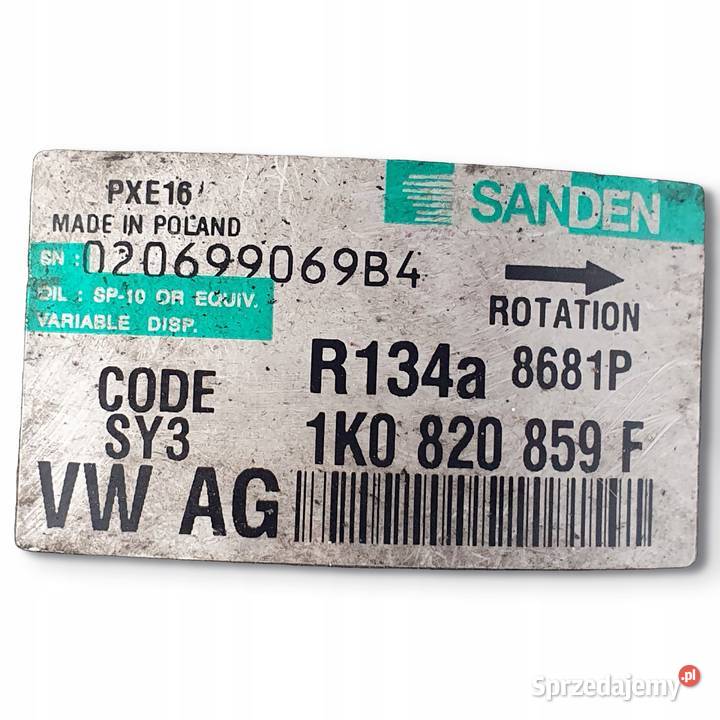 PXE16
SANDEN
MADE IN POLAND
SN : 020699069B4
OIL : SP-10 OR EQUIV.
VARIABLE DISP.
ROTATION
R134a 8681P
CODE
SY3
1K0 820 859 F
VW AG
Sprzedajemy.pl